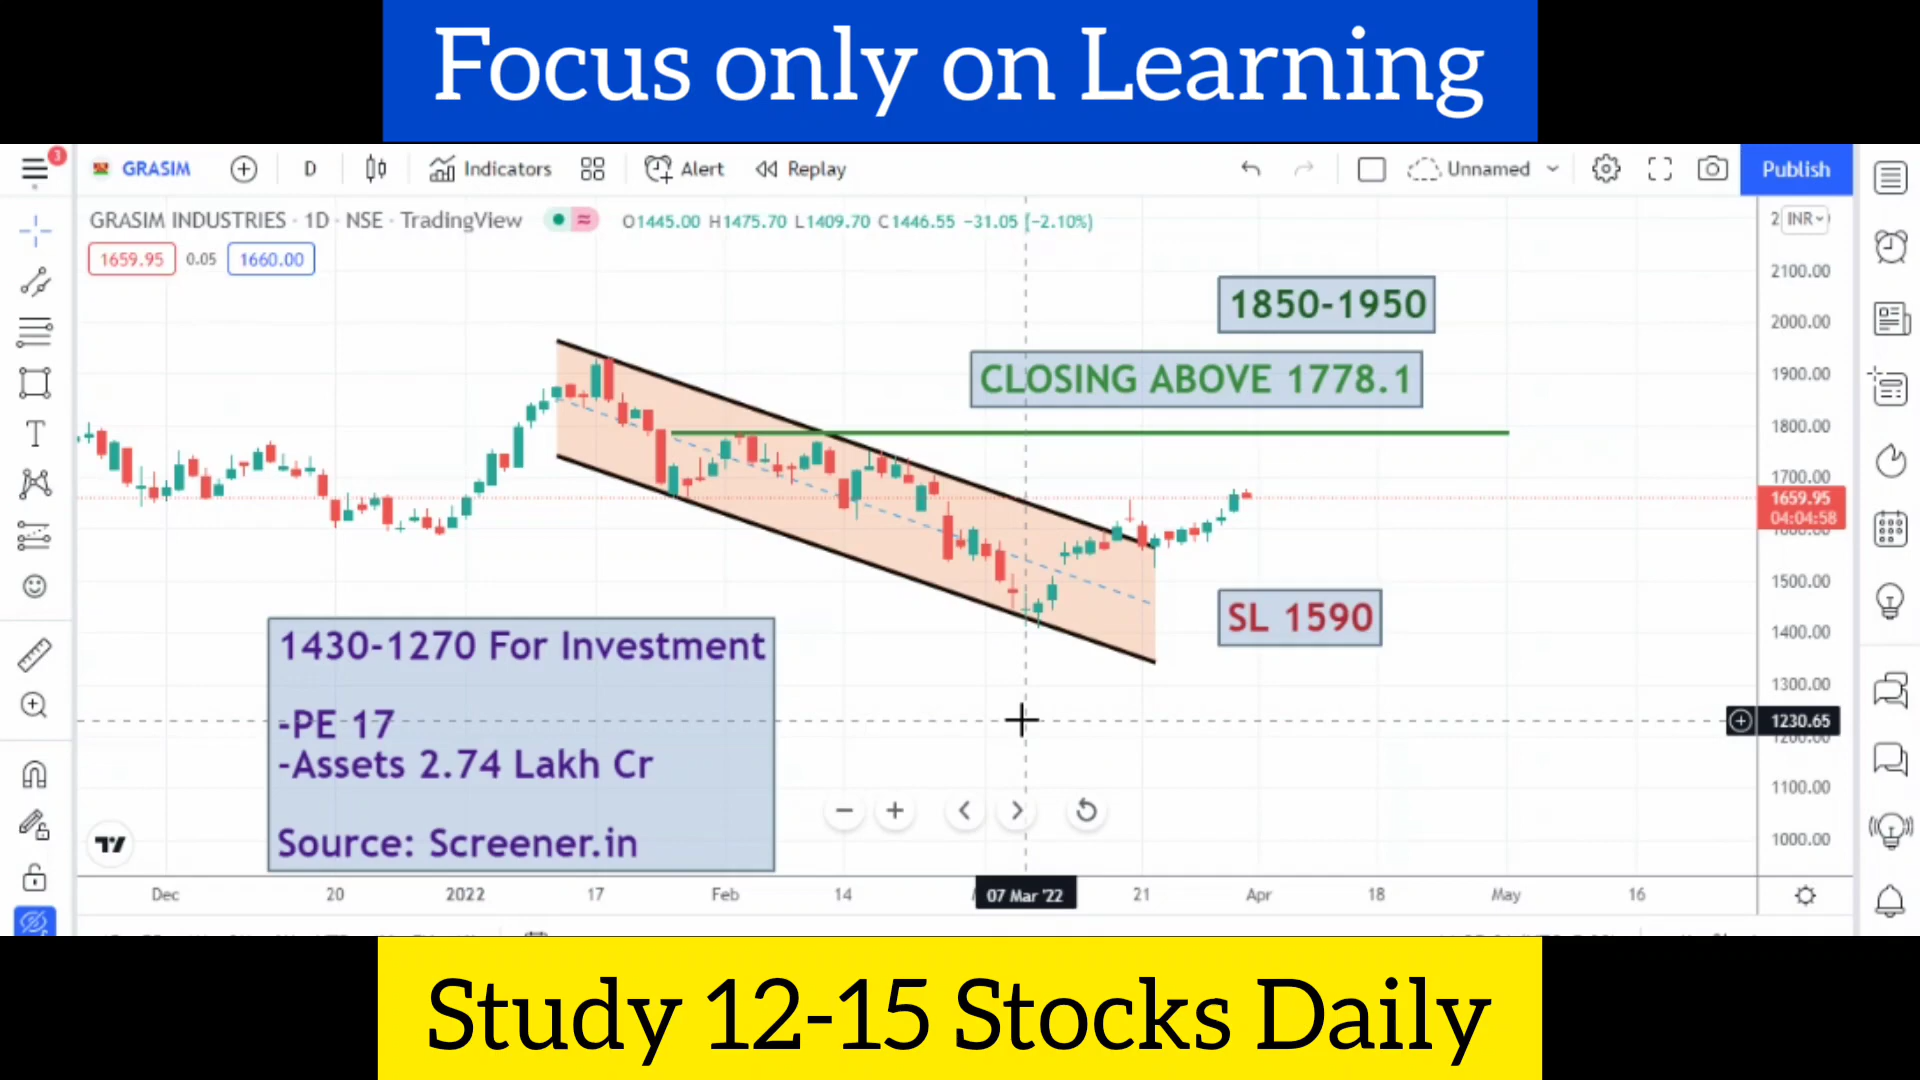 Focus only on Learning
3
GRASIM
D
Indicators
Alert
Replay
Unnamed
Publish
GRASIM INDUSTRIES · 1D · NSE · TradingView
O1445.00 H1475.70 L1409.70 C1446.55 −31.05 (−2.10%)
INR
1659.95
0.05
1660.00
2100.00
2000.00
1900.00
1800.00
1700.00
1659.95
04:04:58
1500.00
1400.00
1300.00
1230.65
1100.00
1000.00
1850-1950
CLOSING ABOVE 1778.1
SL 1590
1430-1270 For Investment
-PE 17
-Assets 2.74 Lakh Cr
Source: Screener.in
Dec
20
2022
17
Feb
14
07 Mar '22
21
Apr
18
May
16
Study 12-15 Stocks Daily